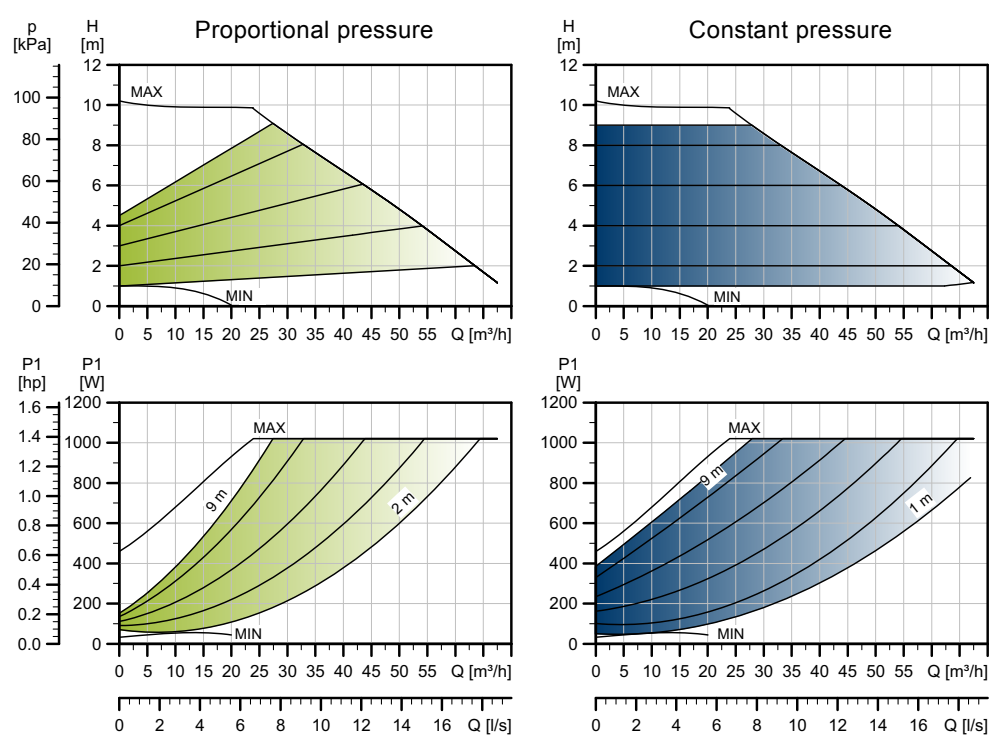 Proportional pressure
p
[kPa]
H
[m]
12
10
8
6
4
2
0
100
80
60
40
20
0
MAX
MIN
0 5 10 15 20 25 30 35 40 45 50 55 Q [m³/h]
Constant pressure
H
[m]
12
10
8
6
4
2
0
MAX
MIN
0 5 10 15 20 25 30 35 40 45 50 55 Q [m³/h]
P1
[hp]
P1
[W]
1.6
1.4
1.2
1.0
0.8
0.6
0.4
0.2
0.0
1200
1000
800
600
400
200
0
MAX
9 m
2 m
MIN
0 5 10 15 20 25 30 35 40 45 50 55 Q [m³/h]
0 2 4 6 8 10 12 14 16 Q [l/s]
P1
[W]
1200
1000
800
600
400
200
0
MAX
9 m
1 m
MIN
0 5 10 15 20 25 30 35 40 45 50 55 Q [m³/h]
0 2 4 6 8 10 12 14 16 Q [l/s]